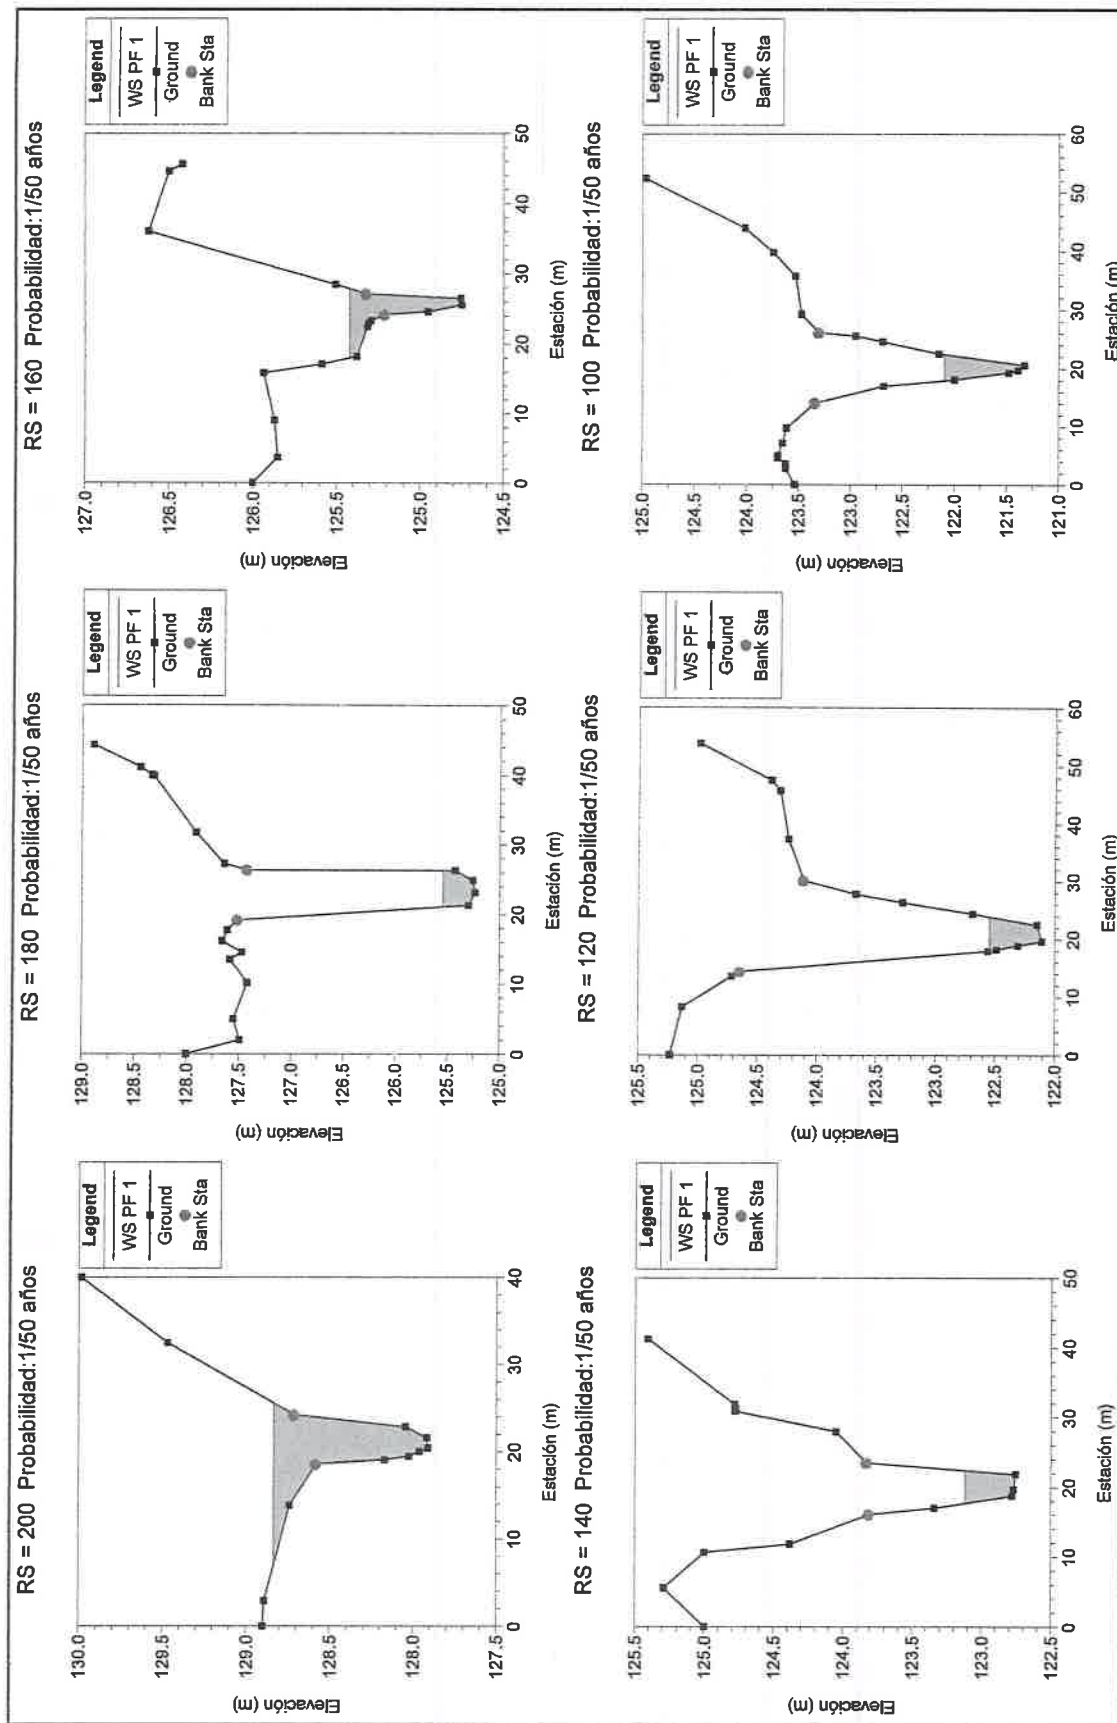 RS = 200 Probabilidad:1/50 años
Elevación (m)
130.0
129.5
129.0
128.5
128.0
127.5
0 10 20 30 40
Estación (m)
Legend
WS PF 1
Ground
Bank Sta
RS = 180 Probabilidad:1/50 años
Elevación (m)
129.0
128.5
128.0
127.5
127.0
126.5
126.0
125.5
125.0
0 10 20 30 40 50
Estación (m)
Legend
WS PF 1
Ground
Bank Sta
RS = 160 Probabilidad:1/50 años
Elevación (m)
127.0
126.5
126.0
125.5
125.0
124.5
0 10 20 30 40 50
Estación (m)
Legend
WS PF 1
Ground
Bank Sta
RS = 140 Probabilidad:1/50 años
Elevación (m)
125.5
125.0
124.5
124.0
123.5
123.0
122.5
0 10 20 30 40 50
Estación (m)
Legend
WS PF 1
Ground
Bank Sta
RS = 120 Probabilidad:1/50 años
Elevación (m)
125.5
125.0
124.5
124.0
123.5
123.0
122.5
122.0
0 10 20 30 40 50 60
Estación (m)
Legend
WS PF 1
Ground
Bank Sta
RS = 100 Probabilidad:1/50 años
Elevación (m)
125.0
124.5
124.0
123.5
123.0
122.5
122.0
121.5
121.0
0 10 20 30 40 50 60
Estación (m)
Legend
WS PF 1
Ground
Bank Sta